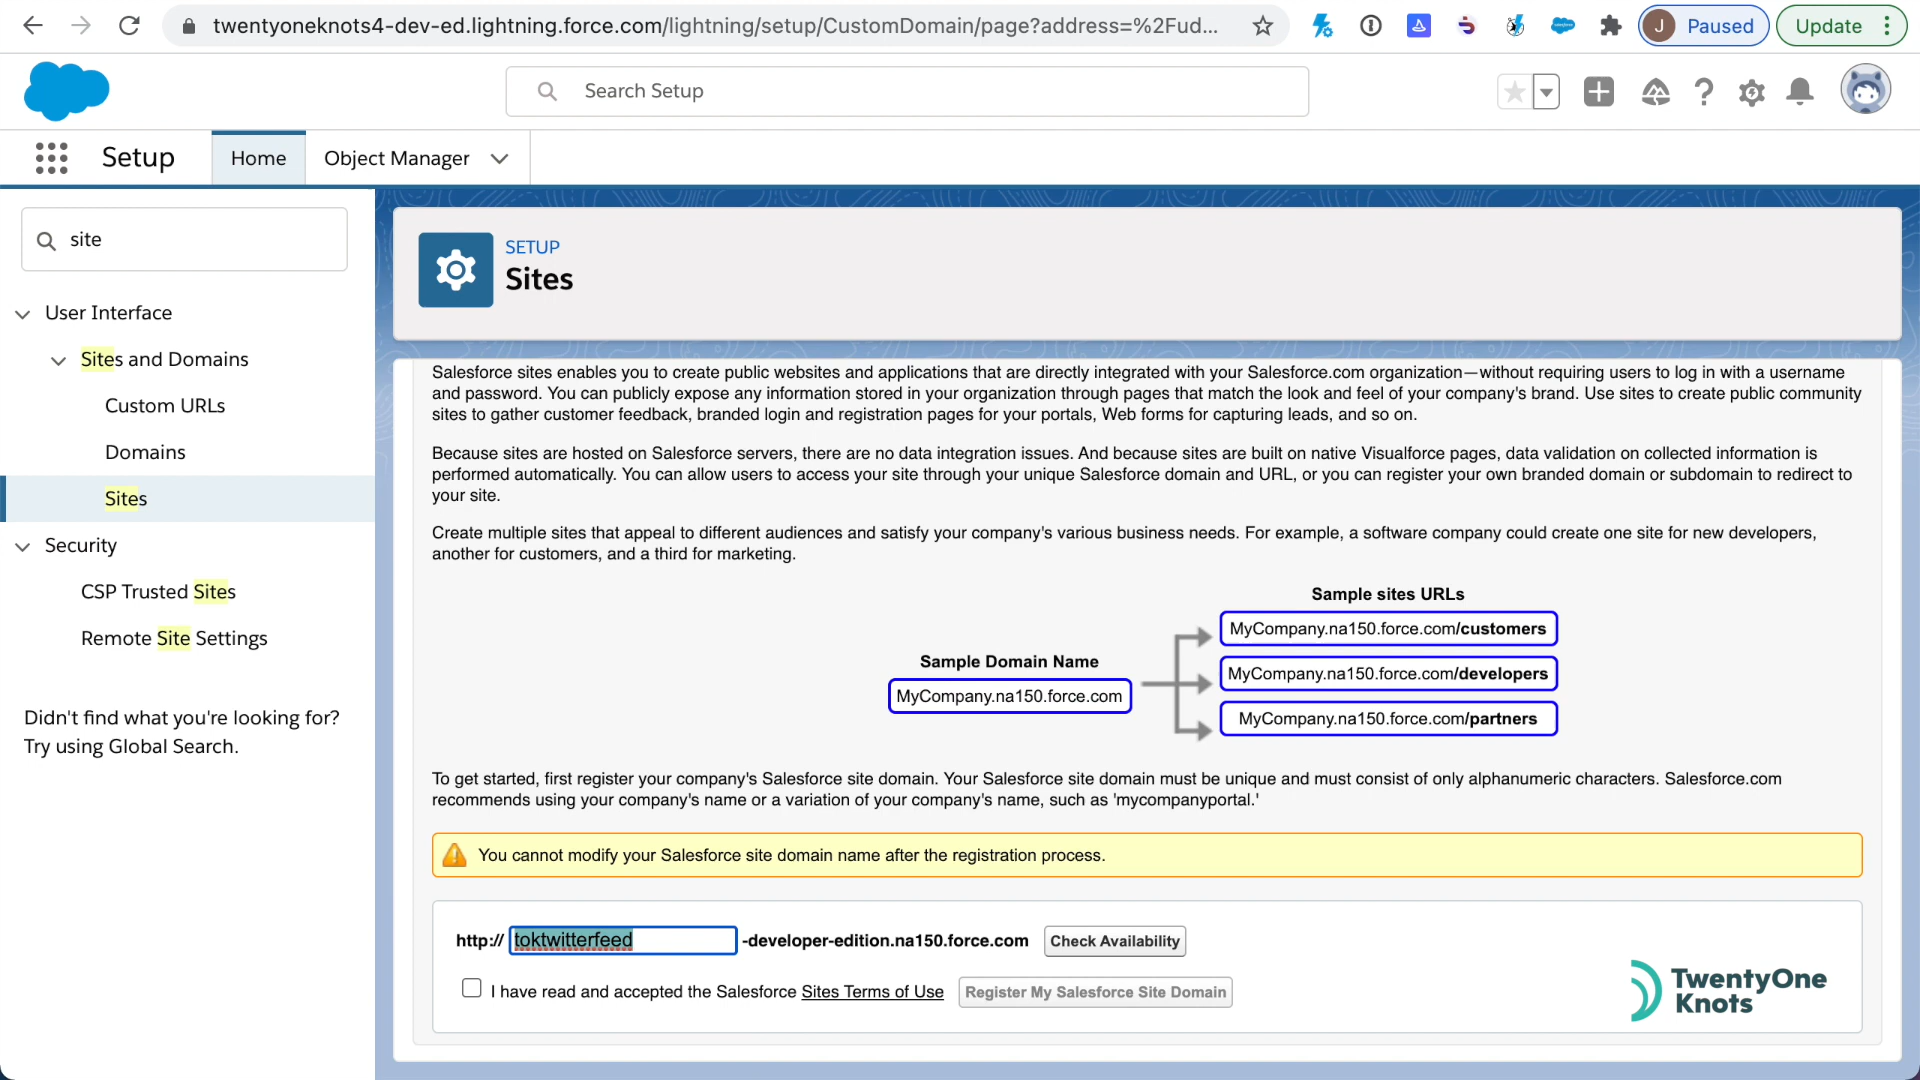 twentyoneknots4-dev-ed.lightning.force.com/lightning/setup/CustomDomain/page?address=%2Fud...
J Paused
Update
Search Setup
Setup
Home
Object Manager
site
User Interface
Sites and Domains
Custom URLs
Domains
Sites
Security
CSP Trusted Sites
Remote Site Settings
Didn't find what you're looking for?
Try using Global Search.
SETUP
Sites
Salesforce sites enables you to create public websites and applications that are directly integrated with your Salesforce.com organization—without requiring users to log in with a username
and password. You can publicly expose any information stored in your organization through pages that match the look and feel of your company's brand. Use sites to create public community
sites to gather customer feedback, branded login and registration pages for your portals, Web forms for capturing leads, and so on.
Because sites are hosted on Salesforce servers, there are no data integration issues. And because sites are built on native Visualforce pages, data validation on collected information is
performed automatically. You can allow users to access your site through your unique Salesforce domain and URL, or you can register your own branded domain or subdomain to redirect to
your site.
Create multiple sites that appeal to different audiences and satisfy your company's various business needs. For example, a software company could create one site for new developers,
another for customers, and a third for marketing.
Sample sites URLs
MyCompany.na150.force.com/customers
Sample Domain Name
MyCompany.na150.force.com/developers
MyCompany.na150.force.com
MyCompany.na150.force.com/partners
To get started, first register your company's Salesforce site domain. Your Salesforce site domain must be unique and must consist of only alphanumeric characters. Salesforce.com
recommends using your company's name or a variation of your company's name, such as 'mycompanyportal.'
You cannot modify your Salesforce site domain name after the registration process.
http:// toktwitterfeed -developer-edition.na150.force.com Check Availability
I have read and accepted the Salesforce Sites Terms of Use Register My Salesforce Site Domain
TwentyOne
Knots